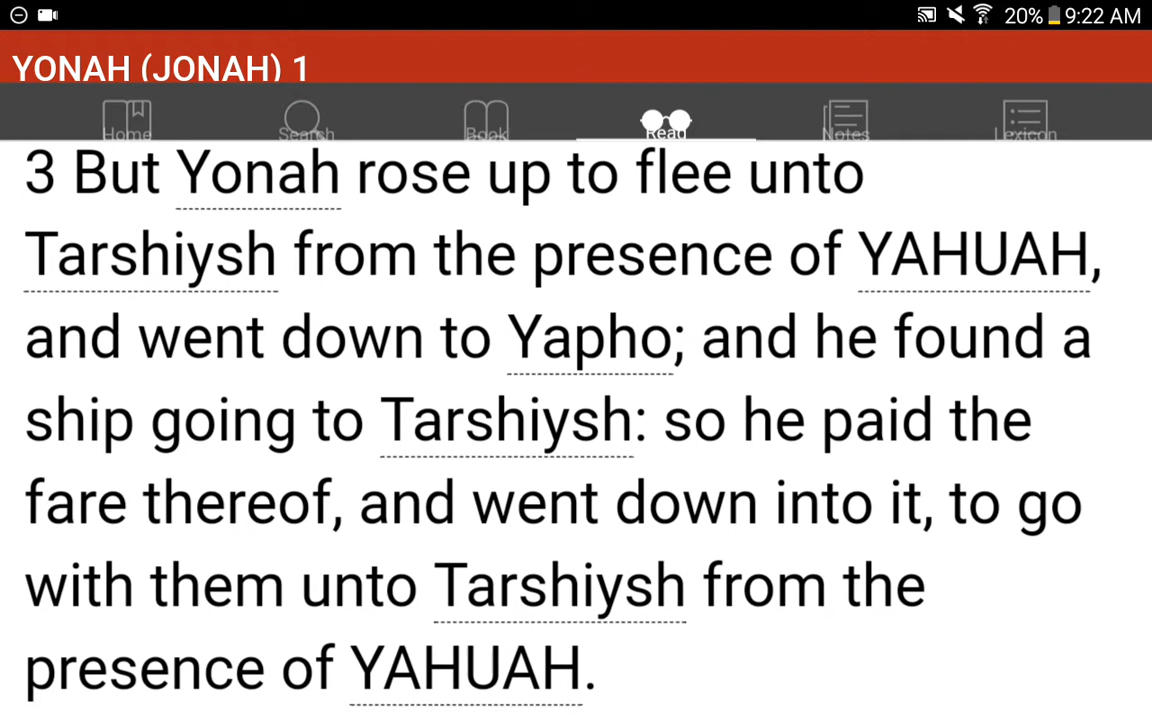 20% 9:22 AM
YONAH (JONAH) 1
Home Search Book Read Notes Lexicon
3 But Yonah rose up to flee unto
Tarshiysh from the presence of YAHUAH,
and went down to Yapho; and he found a
ship going to Tarshiysh: so he paid the
fare thereof, and went down into it, to go
with them unto Tarshiysh from the
presence of YAHUAH.